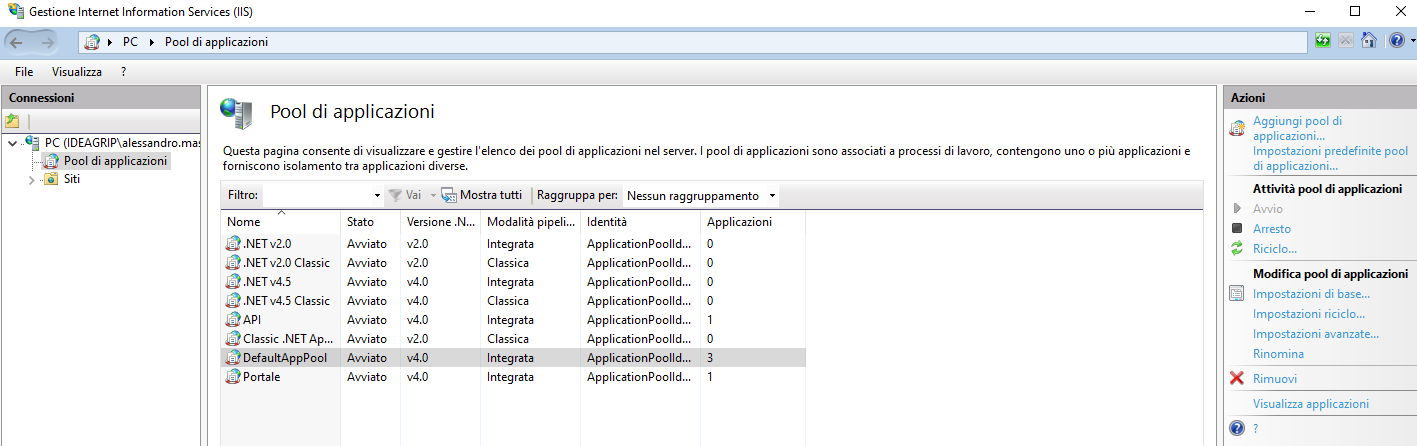 Gestione Internet Information Services (IIS)
PC
Pool di applicazioni
File
Visualizza
?
Connessioni
PC (IDEAGRIP\alessandro.mas
Pool di applicazioni
Siti
Pool di applicazioni
Questa pagina consente di visualizzare e gestire l'elenco dei pool di applicazioni nel server. I pool di applicazioni sono associati a processi di lavoro, contengono uno o più applicazioni e
forniscono isolamento tra applicazioni diverse.
Filtro: Vai Mostra tutti Raggruppa per: Nessun raggruppamento
Nome Stato Versione .N... Modalità pipeli... Identità Applicazioni
.NET v2.0 Avviato v2.0 Integrata ApplicationPoolId... 0
.NET v2.0 Classic Avviato v2.0 Classica ApplicationPoolId... 0
.NET v4.5 Avviato v4.0 Integrata ApplicationPoolId... 0
.NET v4.5 Classic Avviato v4.0 Classica ApplicationPoolId... 0
API Avviato v4.0 Integrata ApplicationPoolId... 1
Classic .NET Ap... Avviato v2.0 Classica ApplicationPoolId... 0
DefaultAppPool Avviato v4.0 Integrata ApplicationPoolId... 3
Portale Avviato v4.0 Integrata ApplicationPoolId... 1
Azioni
Aggiungi pool di
applicazioni...
Impostazioni predefinite pool
di applicazioni...
Attività pool di applicazioni
Avvio
Arresto
Riciclo...
Modifica pool di applicazioni
Impostazioni di base...
Impostazioni riciclo...
Impostazioni avanzate...
Rinomina
Rimuovi
Visualizza applicazioni
?